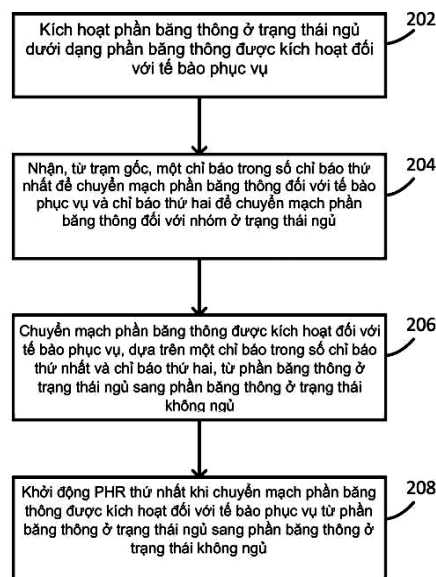 Kích hoạt phần băng thông ở trạng thái ngủ
dưới dạng phần băng thông được kích hoạt đối
với tế bào phục vụ
202
Nhận, từ trạm gốc, một chỉ báo trong số chỉ báo thứ
nhất để chuyển mạch phần băng thông đối với tế bào
phục vụ và chỉ báo thứ hai để chuyển mạch phần
băng thông đối với nhóm ở trạng thái ngủ
204
Chuyển mạch phần băng thông được kích hoạt đối với
tế bào phục vụ, dựa trên một chỉ báo trong số chỉ báo
thứ nhất và chỉ báo thứ hai, từ phần băng thông ở
trạng thái ngủ sang phần băng thông ở trạng thái
không ngủ
206
Khởi động PHR thứ nhất khi chuyển mạch phần băng
thông được kích hoạt đối với tế bào phục vụ từ phần
băng thông ở trạng thái ngủ sang phần băng thông ở
trạng thái không ngủ
208